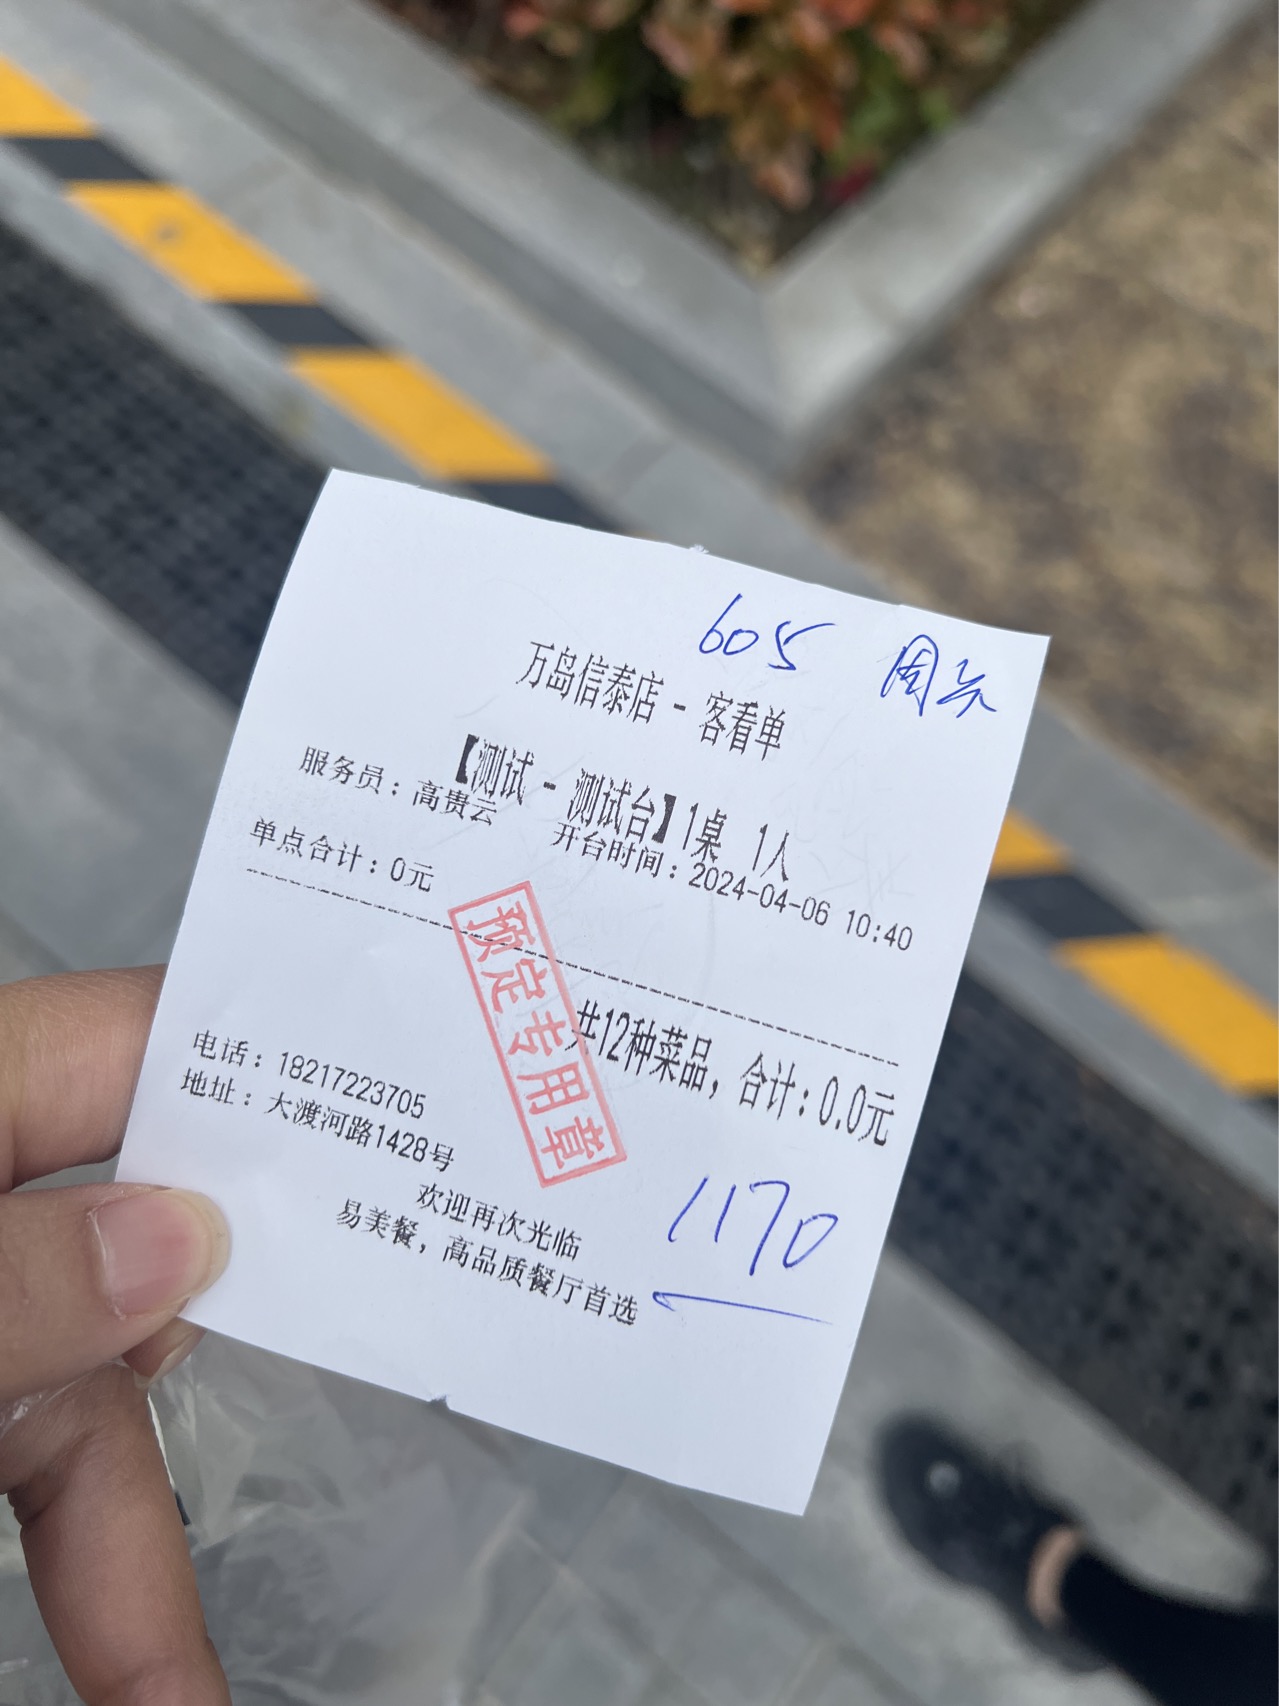 605 周六
万岛信泰店 - 客看单
【测试 - 测试台】1桌 1人
服务员：高贵云 开台时间：2024-04-06 10:40
单点合计：0元
预定专用章
共12种菜品，合计：0.0元
电话：18217223705
地址：大渡河路1428号
1170
欢迎再次光临
易美餐，高品质餐厅首选